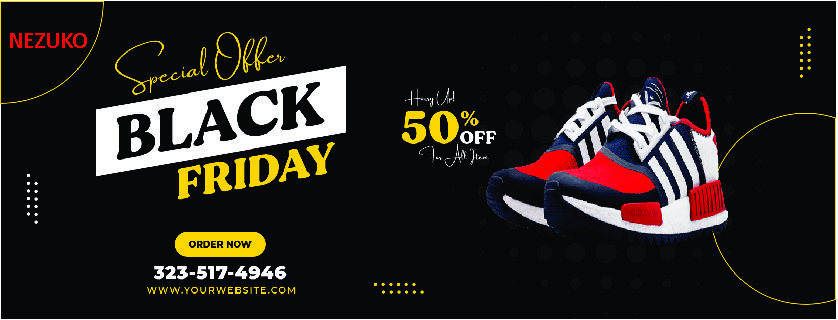 NEZUKO
Special Offer
BLACK
FRIDAY
Hurry Up!
50%
OFF
For All Item
ORDER NOW
323-517-4946
WWW.YOURWEBSITE.COM